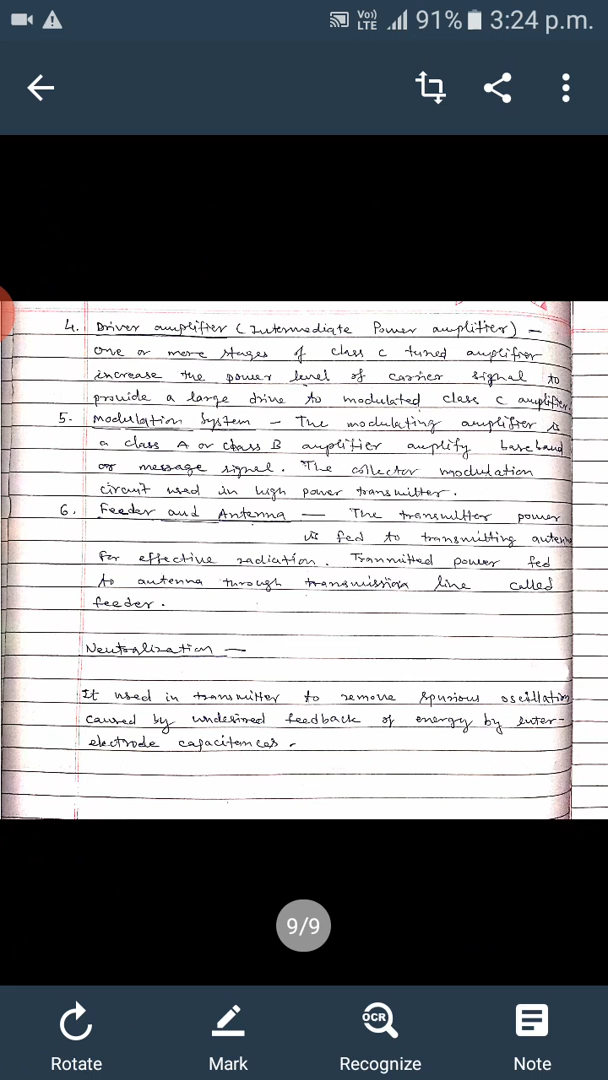 Vo))
LTE
91%
3:24 p.m.
4. Driver amplifier (Intermediate Power amplifier) –
one or more stages of class C tuned amplifier
increase the power level of carrier signal to
provide a large drive to modulated class C amplifier.
5. Modulation System – The modulating amplifier is
a class A or class B amplifier amplify baseband
or message signal. The collector modulation
circuit used in high power transmitter.
6. Feeder and Antenna — The transmitter power
is fed to transmitting antenna
for effective radiation. Tranmitted power fed
to antenna through transmission line called
feeder.
Neutralization —
It used in transmitter to remove spurious oscillation
caused by undesired feedback of energy by inter-
electrode capacitances.
9/9
OCR
Rotate
Mark
Recognize
Note